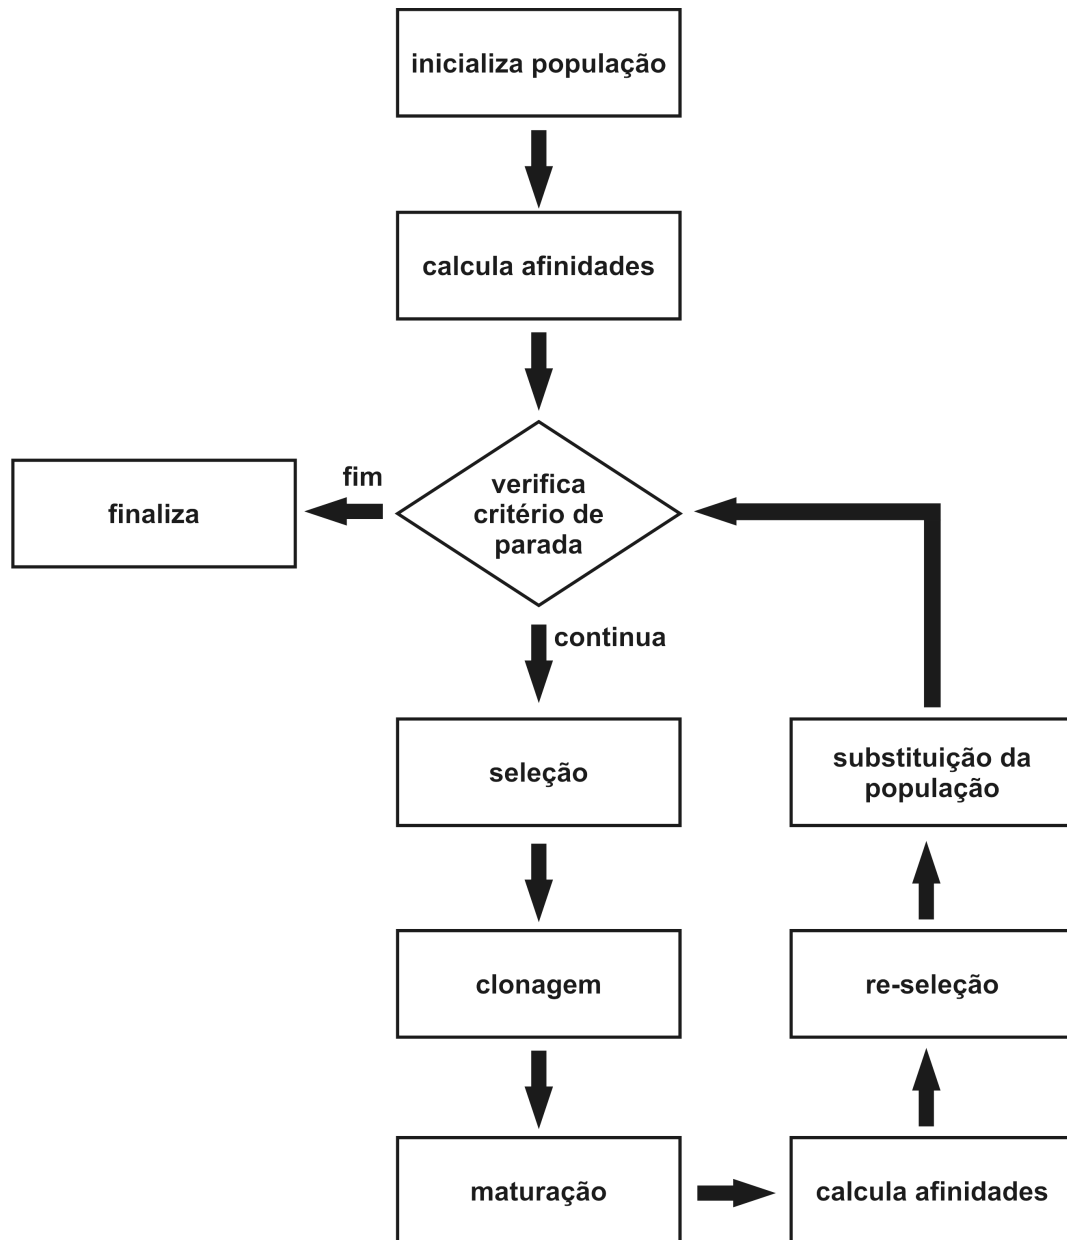 inicializa população
calcula afinidades
verifica
critério de
parada
fim
finaliza
continua
seleção
clonagem
maturação
calcula afinidades
re-seleção
substituição da
população